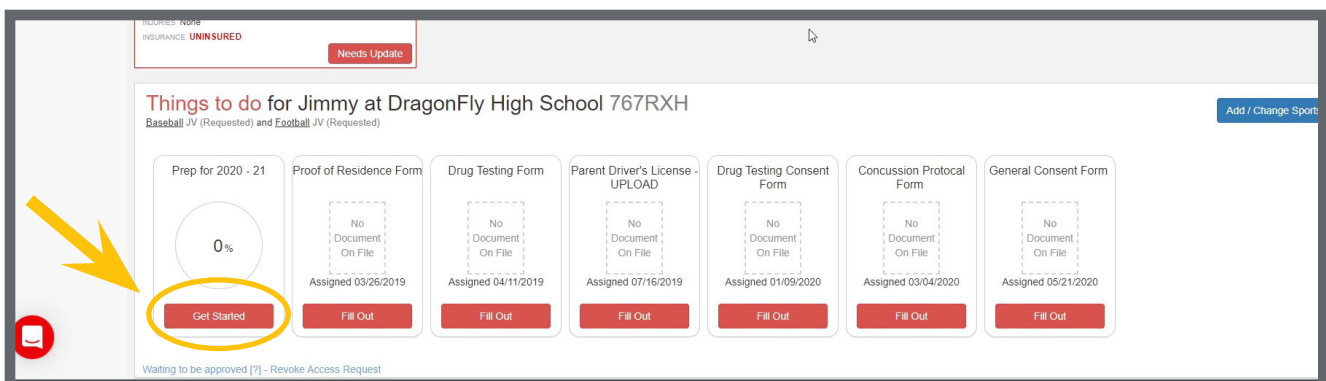 INJURIES None
INSURANCE UNINSURED
Needs Update
Things to do for Jimmy at DragonFly High School 767RXH
Add / Change Sports
Baseball JV (Requested) and Football JV (Requested)
Prep for 2020 - 21
0%
Get Started
Proof of Residence Form
No
Document
On File
Assigned 03/26/2019
Fill Out
Drug Testing Form
No
Document
On File
Assigned 04/11/2019
Fill Out
Parent Driver's License -
UPLOAD
No
Document
On File
Assigned 07/16/2019
Fill Out
Drug Testing Consent
Form
No
Document
On File
Assigned 01/09/2020
Fill Out
Concussion Protocal
Form
No
Document
On File
Assigned 03/04/2020
Fill Out
General Consent Form
No
Document
On File
Assigned 05/21/2020
Fill Out
Waiting to be approved [?] - Revoke Access Request